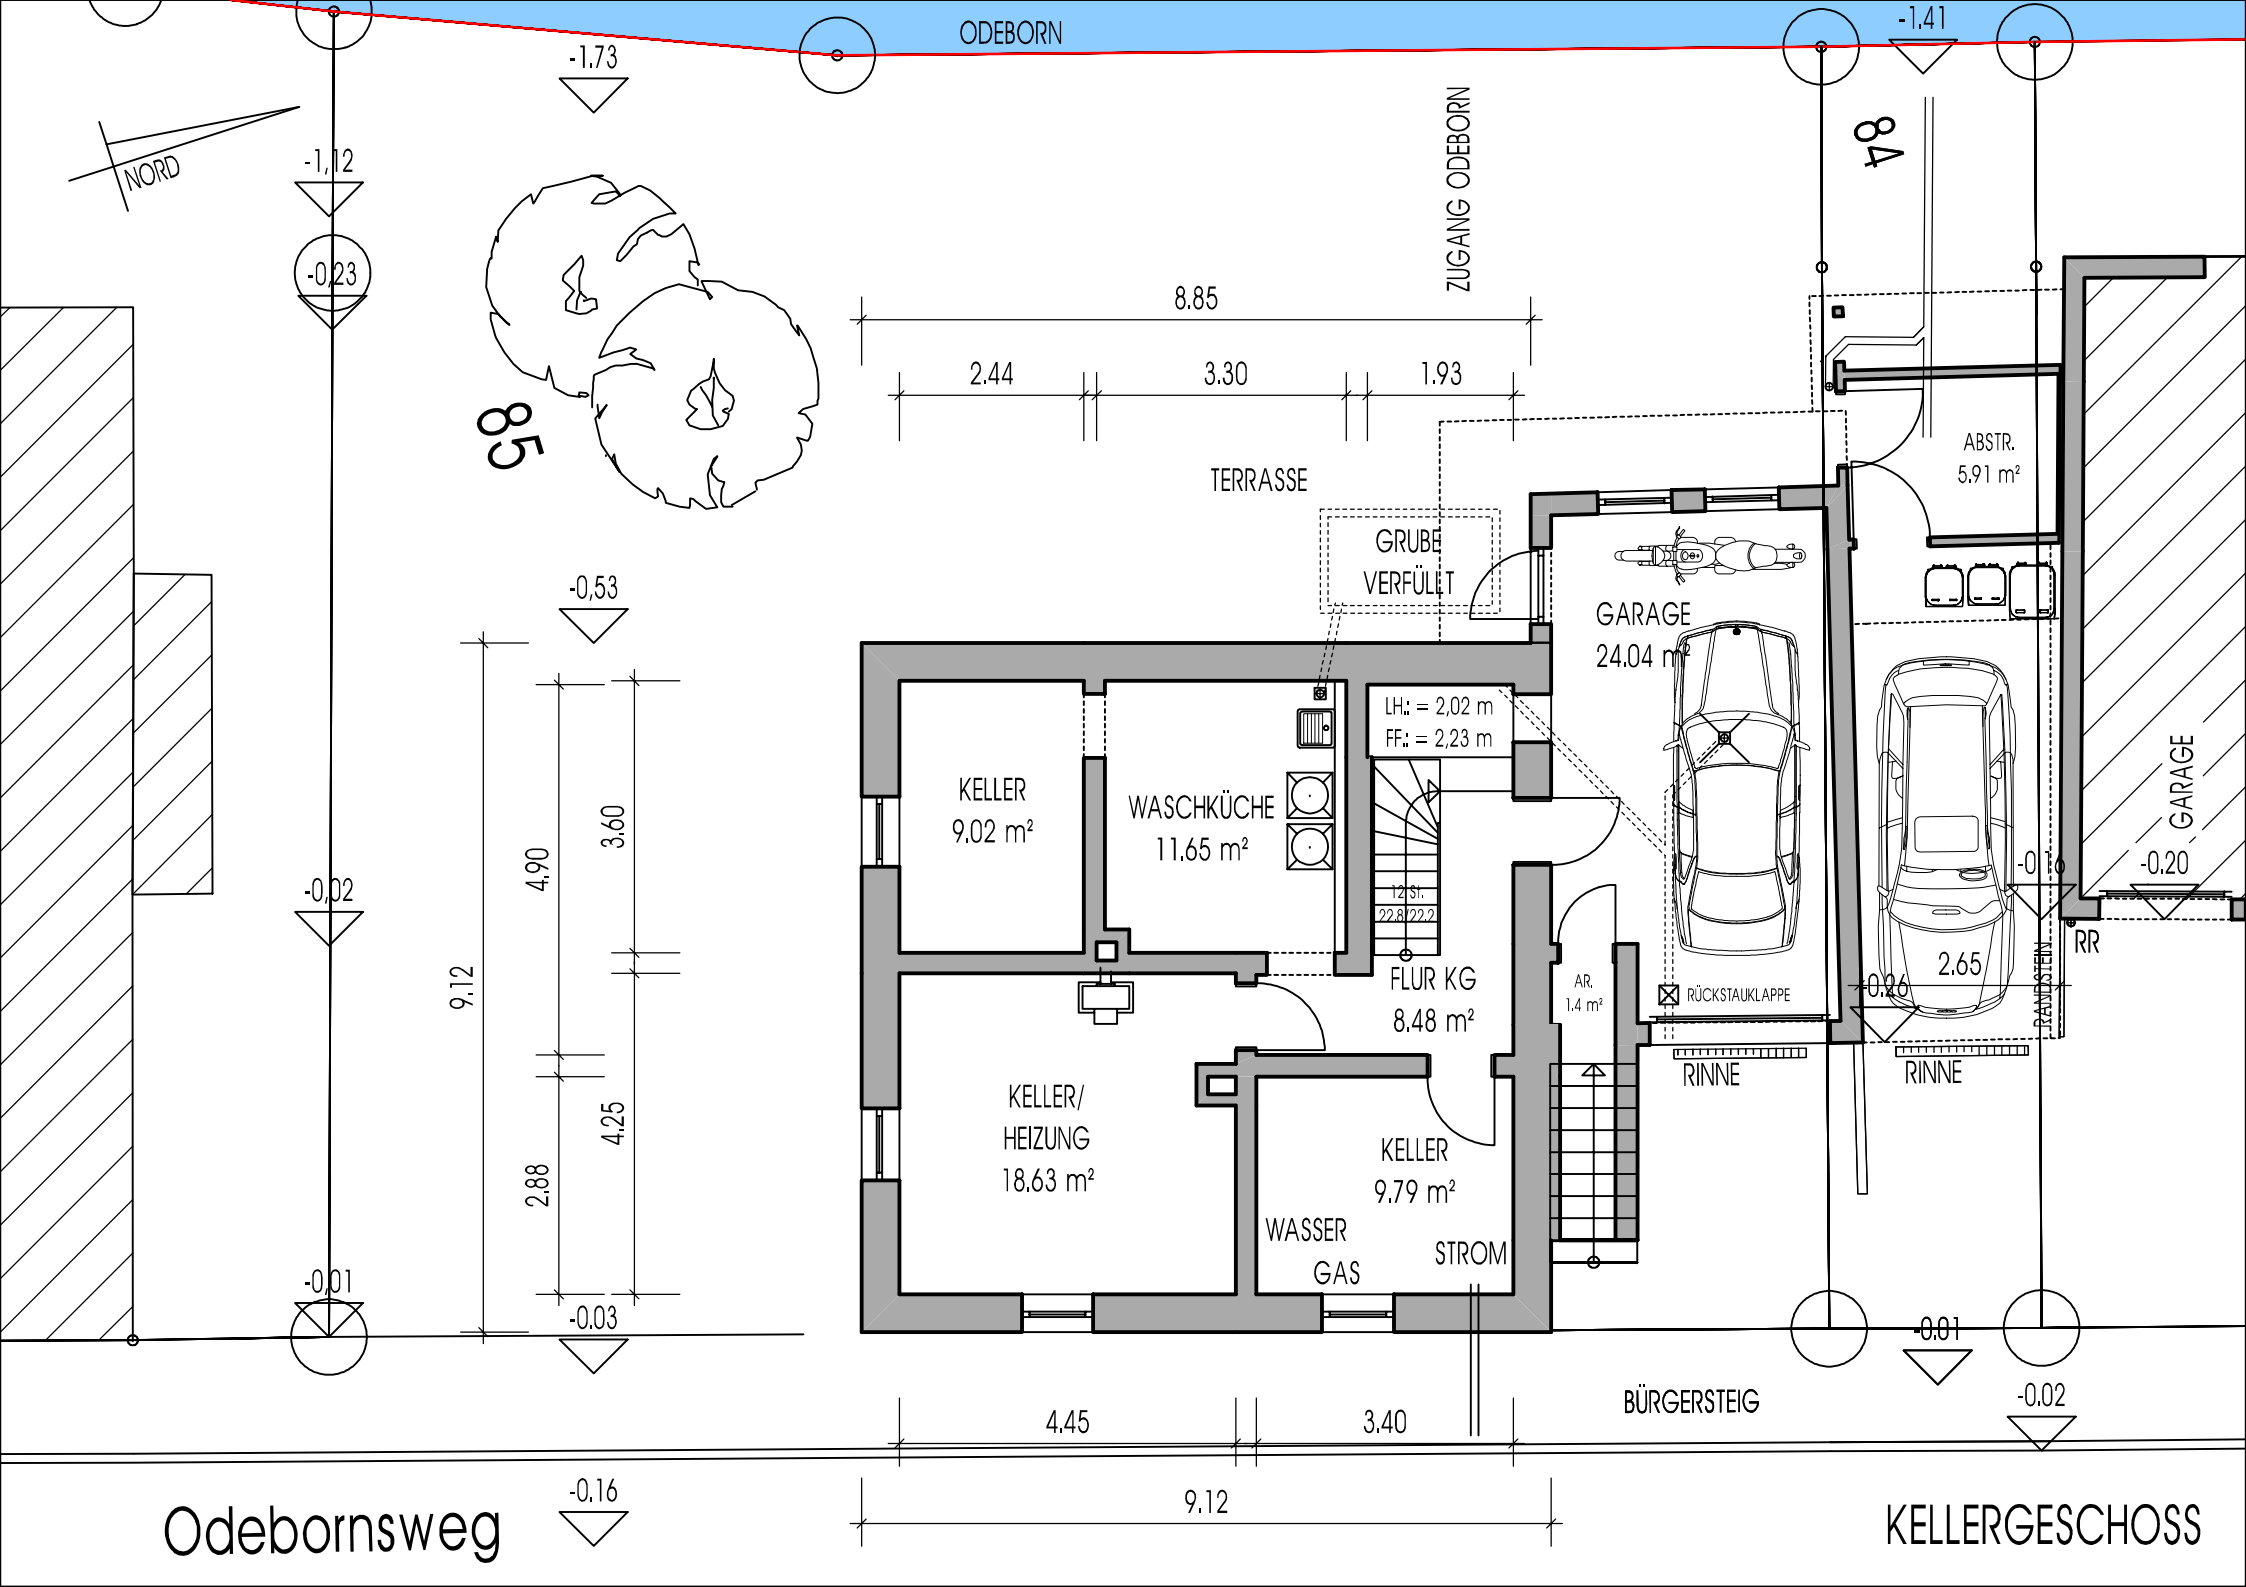 ODEBORN
-1.41
-1.73
84
ZUGANG ODEBORN
NORD
-1,12
-0,23
8.85
2.44
3.30
1.93
85
TERRASSE
ABSTR.
5.91 m²
GRUBE
VERFÜLLT
-0,53
GARAGE
24.04 m²
LH.: = 2,02 m
FF.: = 2,23 m
GARAGE
KELLER
9.02 m²
WASCHKÜCHE
11.65 m²
3.60
4.90
-0.16
-0.20
-0,02
12 St.
22.8/22.2
RR
RANDSTEIN
2.65
9.12
FLUR KG
8.48 m²
AR.
1.4 m²
RÜCKSTAUKLAPPE
-0.26
RINNE
RINNE
KELLER/
HEIZUNG
18.63 m²
4.25
2.88
KELLER
9.79 m²
WASSER
GAS
STROM
-0,01
-0.03
-0.01
BÜRGERSTEIG
-0.02
4.45
3.40
-0.16
9.12
Odebornsweg
KELLERGESCHOSS